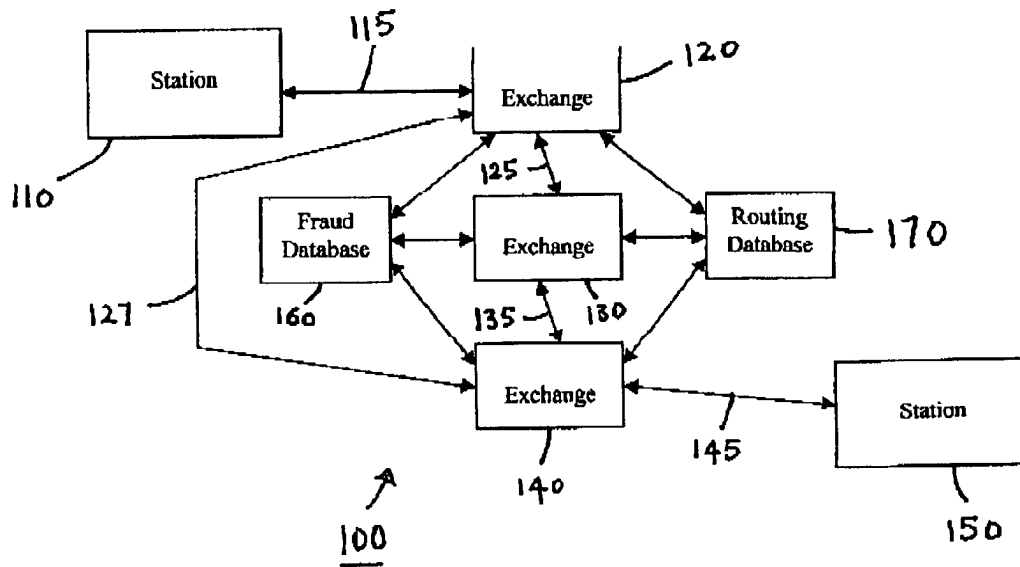 115
120
Station
Exchange
110
125
Fraud
Database
Exchange
Routing
Database
170
127
160
135
130
Exchange
Station
140
145
150
100